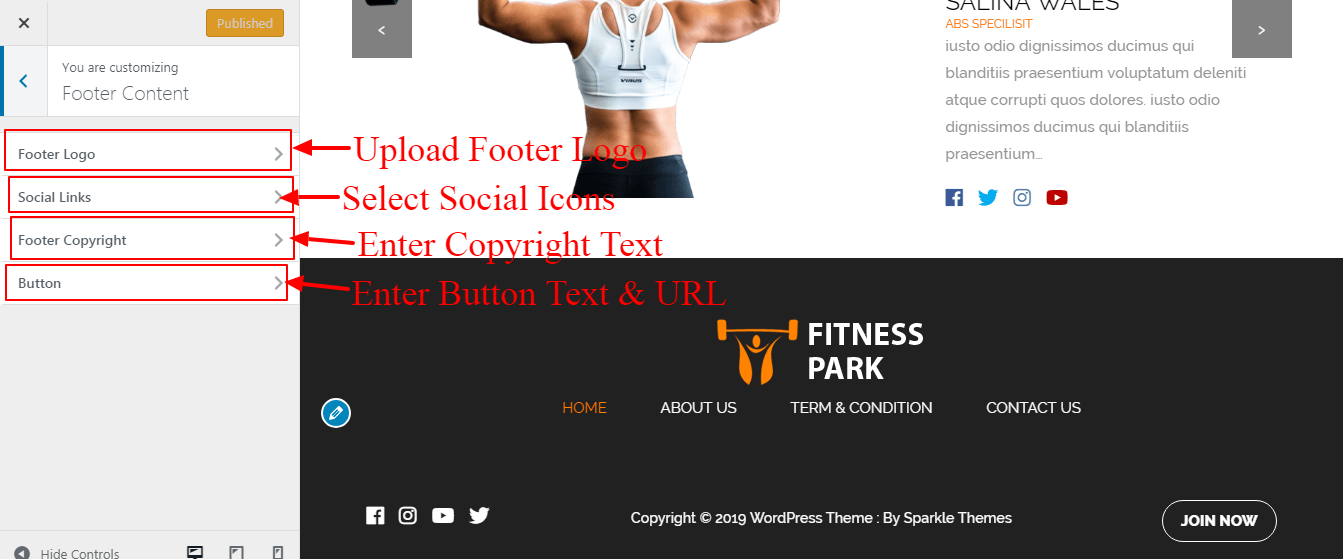 Published
You are customizing
Footer Content
Footer Logo
Social Links
Footer Copyright
Button
Hide Controls
Upload Footer Logo
Select Social Icons
Enter Copyright Text
Enter Button Text & URL
VIRUS
SALINA WALES
ABS SPECILISIT
iusto odio dignissimos ducimus qui
blanditiis praesentium voluptatum deleniti
atque corrupti quos dolores. iusto odio
dignissimos ducimus qui blanditiis
praesentium…
FITNESS
PARK
HOME ABOUT US TERM & CONDITION CONTACT US
Copyright © 2019 WordPress Theme : By Sparkle Themes
JOIN NOW